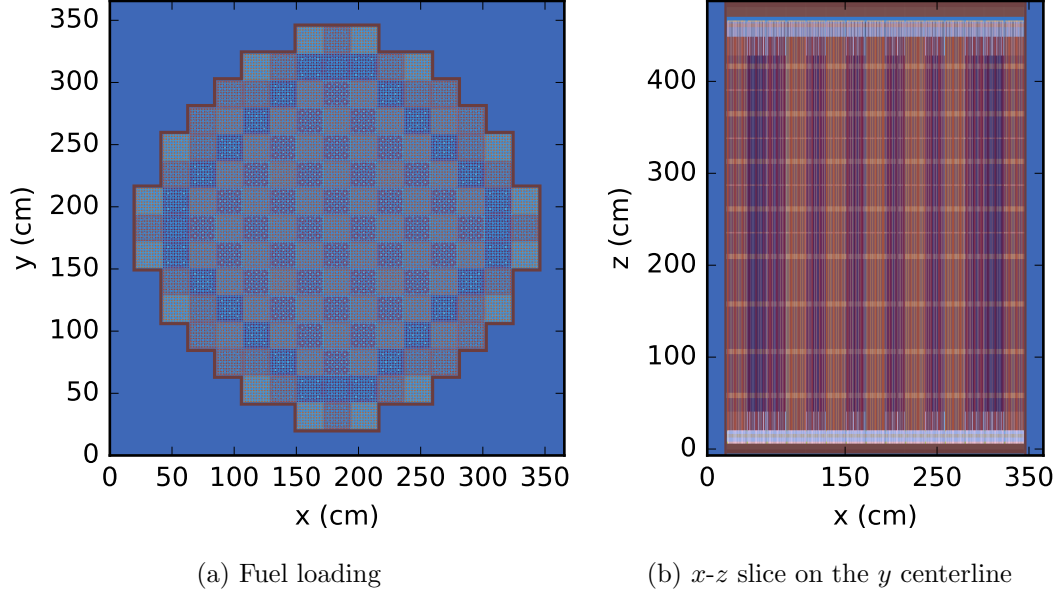 350
300
250
200
150
100
50
0
y (cm)
0 50 100 150 200 250 300 350
x (cm)
(a) Fuel loading
400
300
200
100
0
z (cm)
0 150 250 350
x (cm)
(b) x-z slice on the y centerline